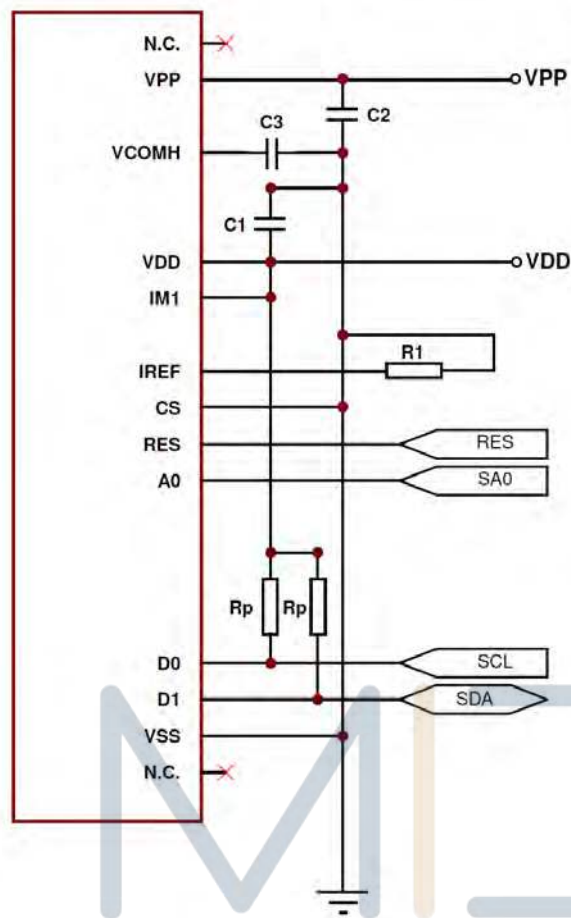 N.C.
VPP
VPP
C2
C3
VCOMH
C1
VDD
VDD
IM1
R1
IREF
CS
RES
RES
A0
SA0
Rp
Rp
D0
SCL
D1
SDA
VSS
N.C.